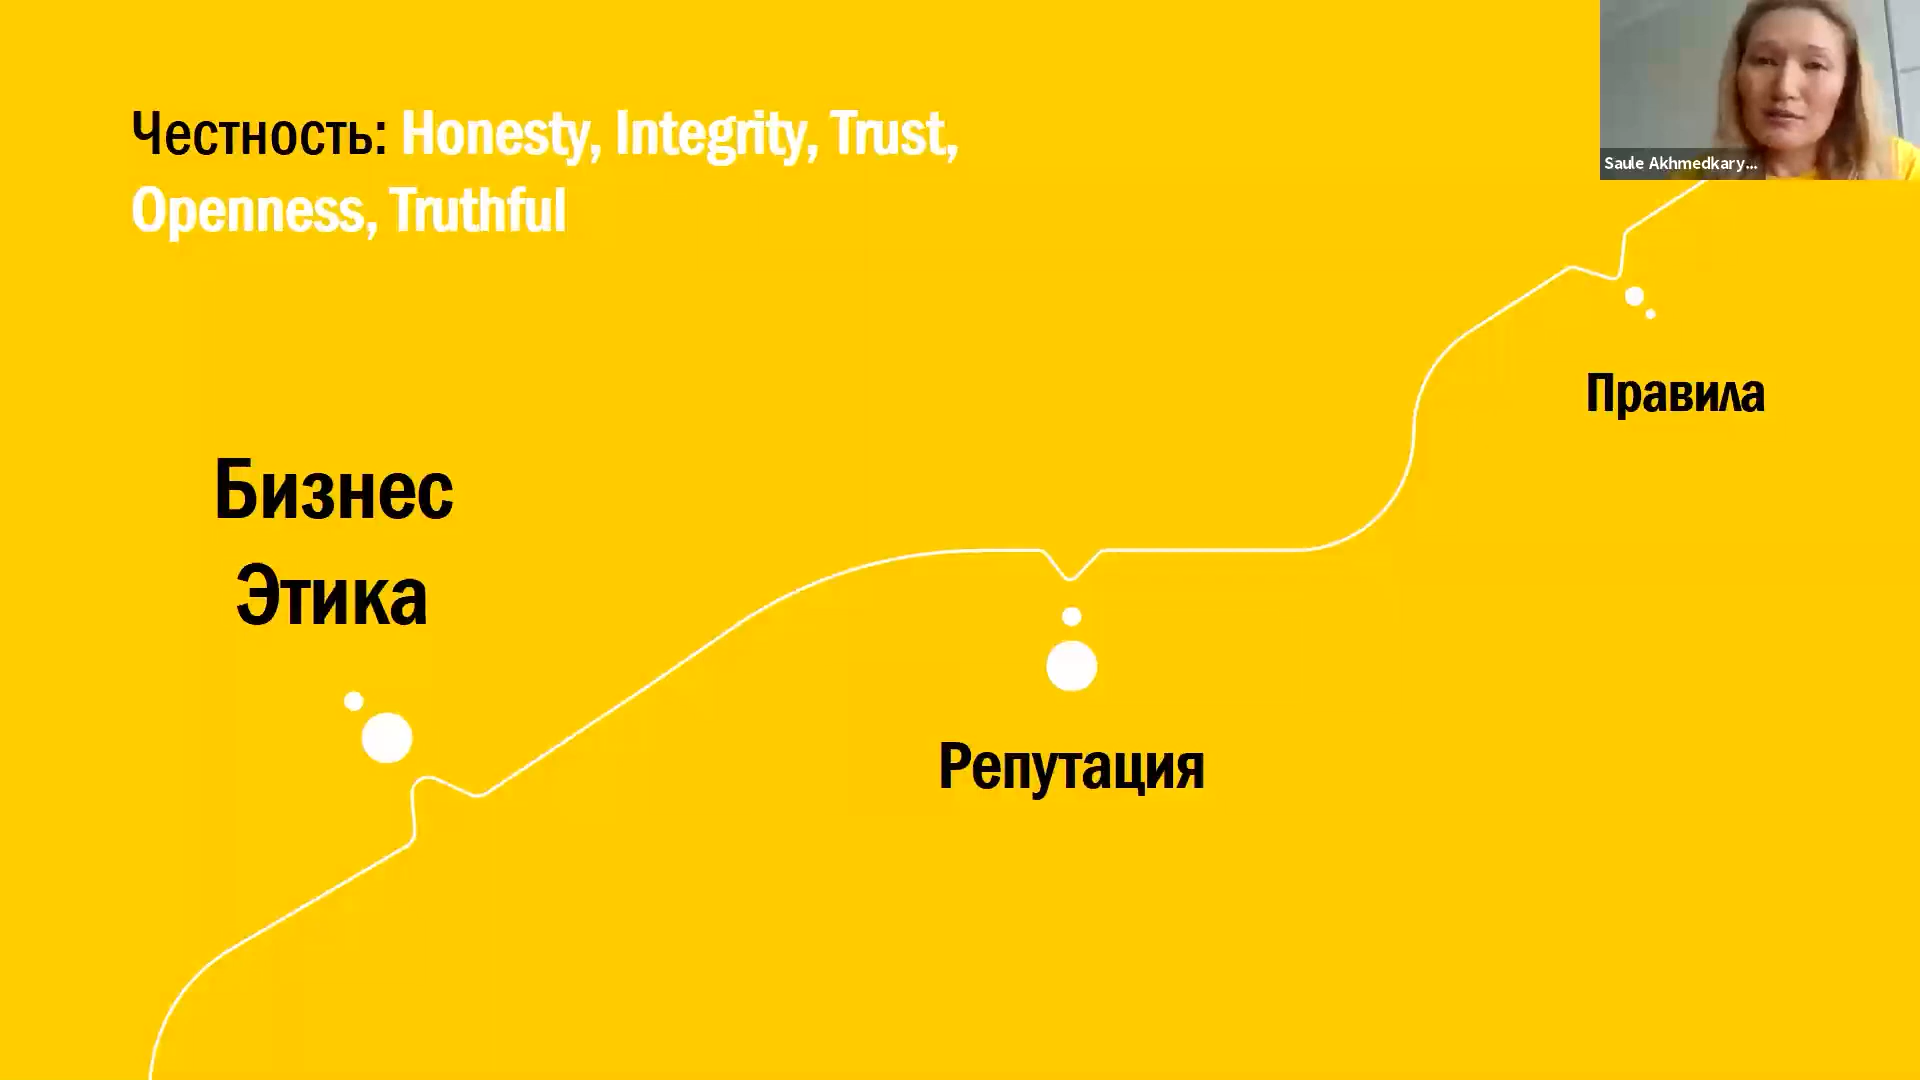 Честность: Honesty, Integrity, Trust,
Openness, Truthful
Saule Akhmedkary...
Правила
Бизнес
Этика
Репутация